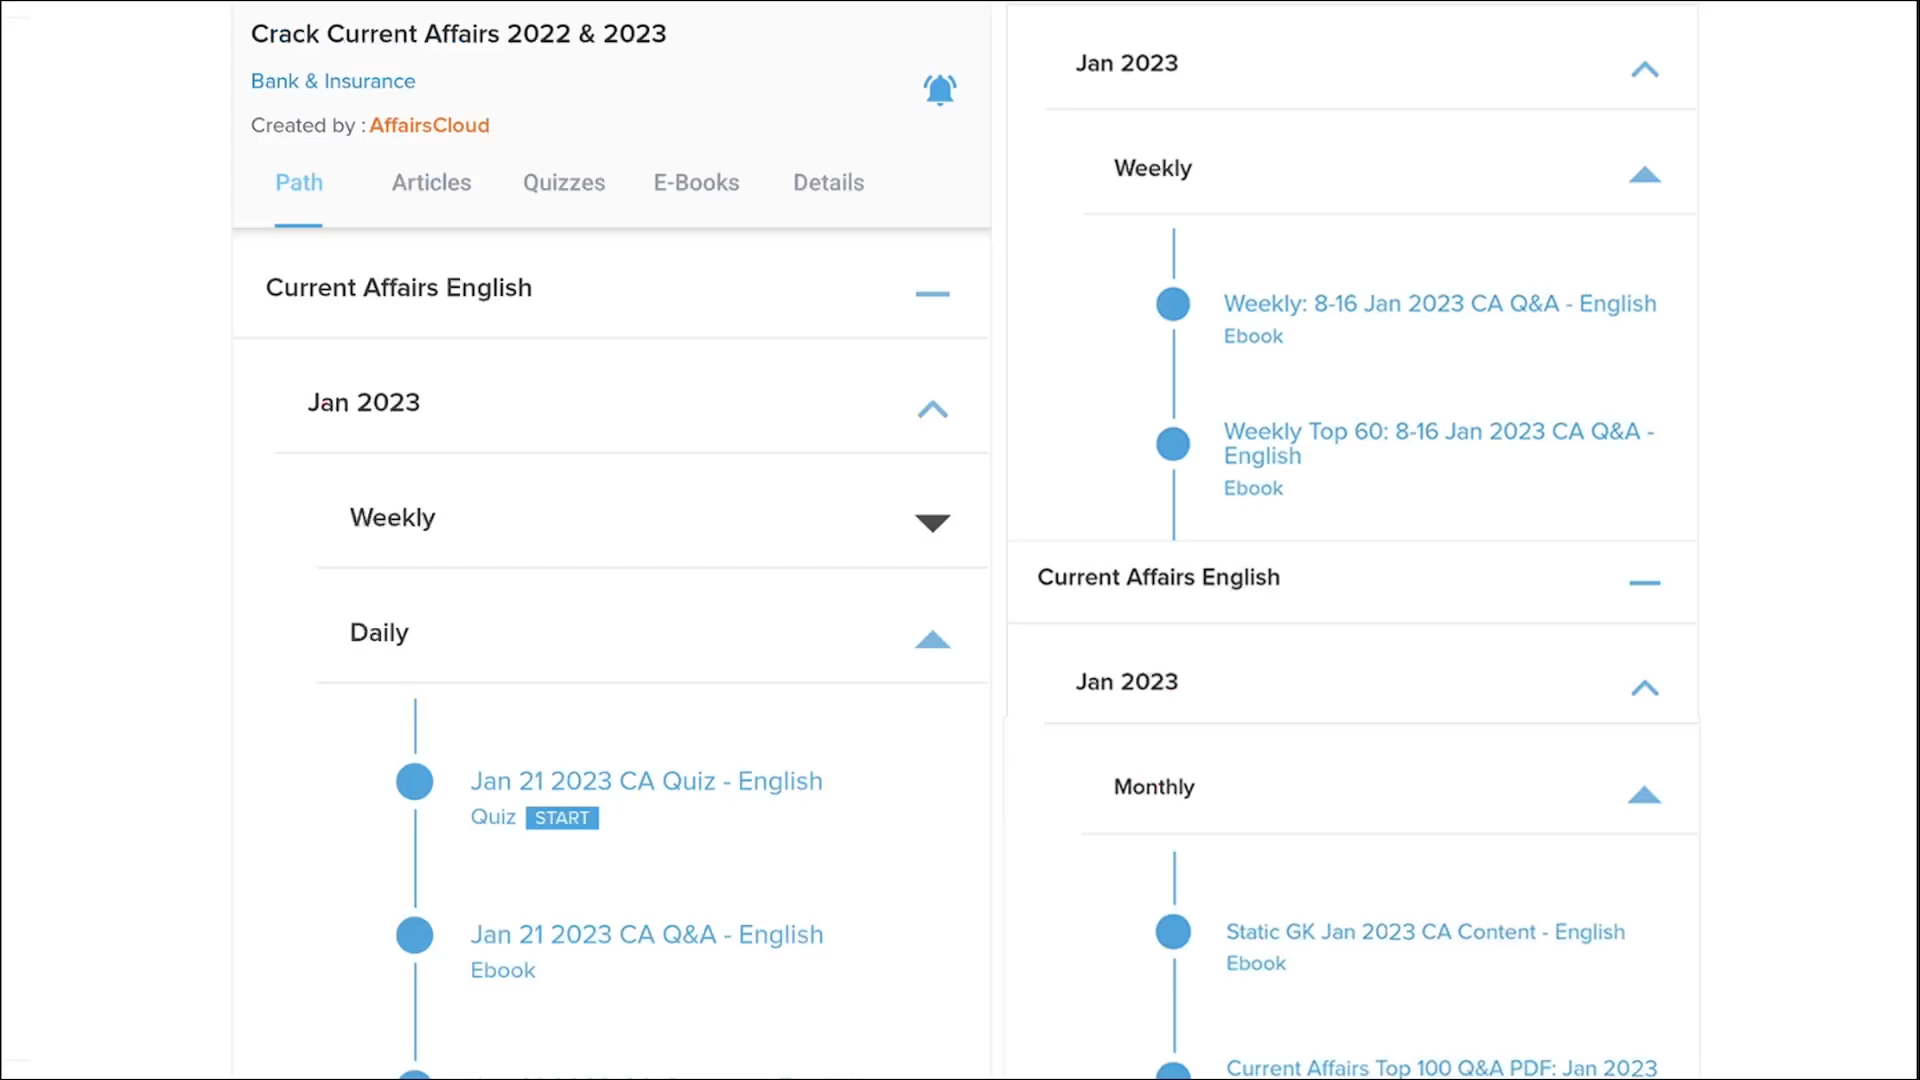 Crack Current Affairs 2022 & 2023
Bank & Insurance
Created by : AffairsCloud
Path Articles Quizzes E-Books Details
Current Affairs English
Jan 2023
Weekly
Daily
Jan 21 2023 CA Quiz - English
Quiz START
Jan 21 2023 CA Q&A - English
Ebook
Jan 2023
Weekly
Weekly: 8-16 Jan 2023 CA Q&A - English
Ebook
Weekly Top 60: 8-16 Jan 2023 CA Q&A -
English
Ebook
Current Affairs English
Jan 2023
Monthly
Static GK Jan 2023 CA Content - English
Ebook
Current Affairs Top 100 Q&A PDF: Jan 2023